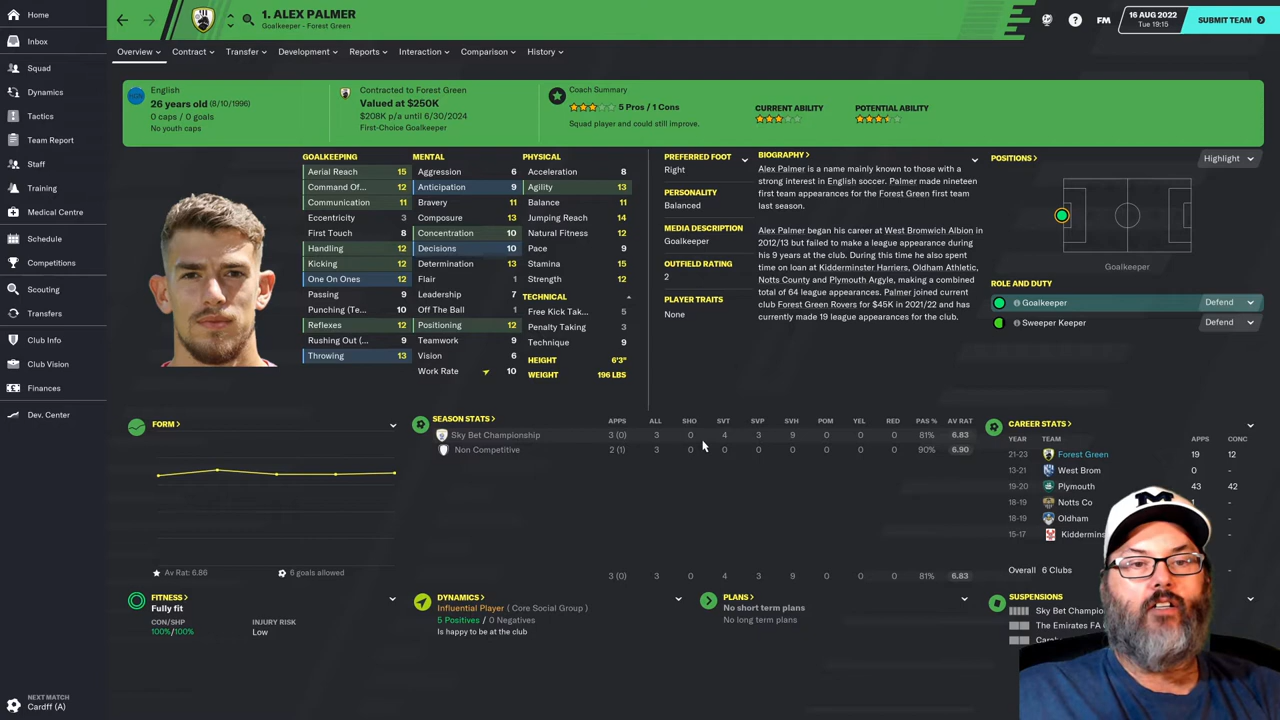 Home
Inbox
Squad
Dynamics
Tactics
Team Report
Staff
Training
Medical Centre
Schedule
Competitions
Scouting
Transfers
Club Info
Club Vision
Finances
Dev. Center
NEXT MATCH
Cardiff (A)
1. ALEX PALMER
Goalkeeper - Forest Green
FM
16 AUG 2022
Tue 19:15
SUBMIT TEAM
Overview Contract Transfer Development Reports Interaction Comparison History
English
26 years old (8/10/1996)
0 caps / 0 goals
No youth caps
Contracted to Forest Green
Valued at $250K
$208K p/a until 6/30/2024
First-Choice Goalkeeper
Coach Summary
5 Pros / 1 Cons
Squad player and could still improve.
CURRENT ABILITY
POTENTIAL ABILITY
GOALKEEPING
Aerial Reach 15
Command Of... 12
Communication 11
Eccentricity 3
First Touch 8
Handling 12
Kicking 12
One On Ones 12
Passing 9
Punching (Te... 10
Reflexes 12
Rushing Out (... 9
Throwing 13
MENTAL
Aggression 6
Anticipation 9
Bravery 11
Composure 13
Concentration 10
Decisions 10
Determination 13
Flair 1
Leadership 7
Off The Ball 1
Positioning 12
Teamwork 9
Vision 6
Work Rate 10
PHYSICAL
Acceleration 8
Agility 13
Balance 11
Jumping Reach 14
Natural Fitness 12
Pace 9
Stamina 15
Strength 12
TECHNICAL
Free Kick Tak... 5
Penalty Taking 3
Technique 9
HEIGHT 6'3"
WEIGHT 196 LBS
PREFERRED FOOT
Right
PERSONALITY
Balanced
MEDIA DESCRIPTION
Goalkeeper
OUTFIELD RATING
2
PLAYER TRAITS
None
BIOGRAPHY
Alex Palmer is a name mainly known to those with a
strong interest in English soccer. Palmer made nineteen
first team appearances for the Forest Green first team
last season.
Alex Palmer began his career at West Bromwich Albion in
2012/13 but failed to make a league appearance during
his 9 years at the club. During this time he also spent
time on loan at Kidderminster Harriers, Oldham Athletic,
Notts County and Plymouth Argyle, making a combined
total of 64 league appearances. Palmer joined current
club Forest Green Rovers for $45K in 2021/22 and has
currently made 19 league appearances for the club.
POSITIONS
Highlight
Goalkeeper
ROLE AND DUTY
Goalkeeper Defend
Sweeper Keeper Defend
FORM
Av Rat: 6.86
6 goals allowed
SEASON STATS APPS ALL SHO SVT SVP SVH POM YEL RED PAS % AV RAT
Sky Bet Championship 3 (0) 3 0 4 3 9 0 0 0 81% 6.83
Non Competitive 2 (1) 3 0 0 0 0 0 0 0 90% 6.90
3 (0) 3 0 4 3 9 0 0 0 81% 6.83
CAREER STATS
YEAR TEAM APPS CONC
21-23 Forest Green 19 12
13-21 West Brom 0 -
19-20 Plymouth 43 42
18-19 Notts Co 1 -
18-19 Oldham -
15-17 Kiddermins -
Overall 6 Clubs -
FITNESS
Fully fit
CON/SHP
100%/100%
INJURY RISK
Low
DYNAMICS
Influential Player ( Core Social Group )
5 Positives / 0 Negatives
Is happy to be at the club
PLANS
No short term plans
No long term plans
SUSPENSIONS
Sky Bet Champio
The Emirates FA